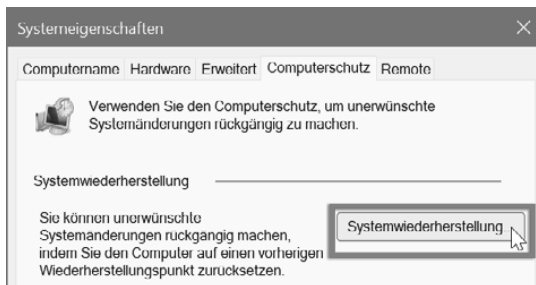 Systemeigenschaften
Computername Hardware Erweitert Computerschutz Remote
Verwenden Sie den Computerschutz, um unerwünschte
Systemänderungen rückgängig zu machen.
Systemwiederherstellung
Sie können unerwünschte
Systemänderungen rückgängig machen,
indem Sie den Computer auf einen vorherigen
Wiederherstellungspunkt zurücksetzen.
Systemwiederherstellung...